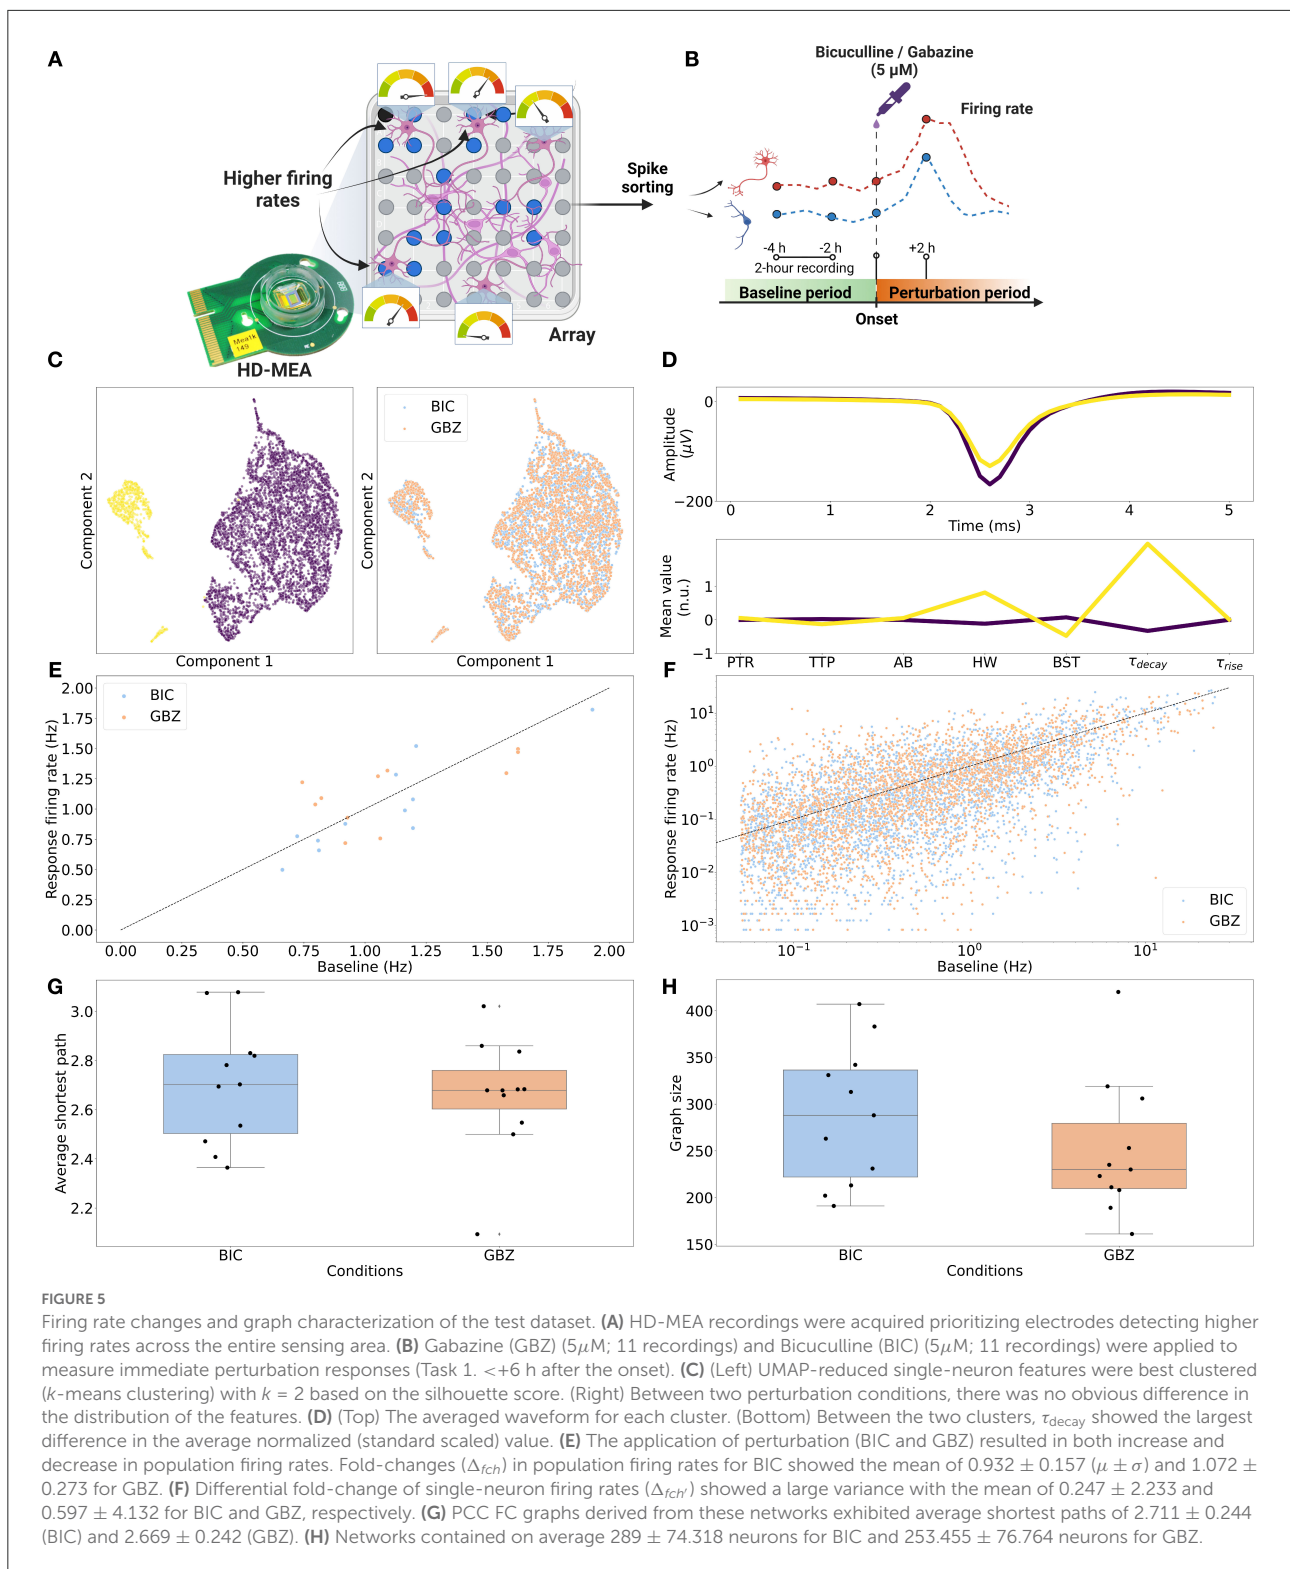 A
Higher firing
rates
Mea1k
149
HD-MEA
Array
Spike
sorting
B
Bicuculline / Gabazine
(5 µM)
Firing rate
-4 h
-2 h
+2 h
2-hour recording
Baseline period
Perturbation period
Onset
C
Component 2
Component 1
BIC
GBZ
Component 2
Component 1
D
Amplitude
(µV)
0
−200
0 1 2 3 4 5
Time (ms)
Mean value
(n.u.)
1
0
−1
PTR TTP AB HW BST τdecay τrise
E
BIC
GBZ
Response firing rate (Hz)
2.00
1.75
1.50
1.25
1.00
0.75
0.50
0.25
0.00
0.00 0.25 0.50 0.75 1.00 1.25 1.50 1.75 2.00
Baseline (Hz)
F
Response firing rate (Hz)
10¹
10⁰
10⁻¹
10⁻²
10⁻³
BIC
GBZ
10⁻¹ 10⁰ 10¹
Baseline (Hz)
G
Average shortest path
3.0
2.8
2.6
2.4
2.2
BIC GBZ
Conditions
H
Graph size
400
350
300
250
200
150
BIC GBZ
Conditions
FIGURE 5
Firing rate changes and graph characterization of the test dataset. (A) HD-MEA recordings were acquired prioritizing electrodes detecting higher
firing rates across the entire sensing area. (B) Gabazine (GBZ) (5µM; 11 recordings) and Bicuculline (BIC) (5µM; 11 recordings) were applied to
measure immediate perturbation responses (Task 1. <+6 h after the onset). (C) (Left) UMAP-reduced single-neuron features were best clustered
(k-means clustering) with k = 2 based on the silhouette score. (Right) Between two perturbation conditions, there was no obvious difference in
the distribution of the features. (D) (Top) The averaged waveform for each cluster. (Bottom) Between the two clusters, τdecay showed the largest
difference in the average normalized (standard scaled) value. (E) The application of perturbation (BIC and GBZ) resulted in both increase and
decrease in population firing rates. Fold-changes (Δfch) in population firing rates for BIC showed the mean of 0.932 ± 0.157 (µ ± σ) and 1.072 ±
0.273 for GBZ. (F) Differential fold-change of single-neuron firing rates (Δfch′) showed a large variance with the mean of 0.247 ± 2.233 and
0.597 ± 4.132 for BIC and GBZ, respectively. (G) PCC FC graphs derived from these networks exhibited average shortest paths of 2.711 ± 0.244
(BIC) and 2.669 ± 0.242 (GBZ). (H) Networks contained on average 289 ± 74.318 neurons for BIC and 253.455 ± 76.764 neurons for GBZ.